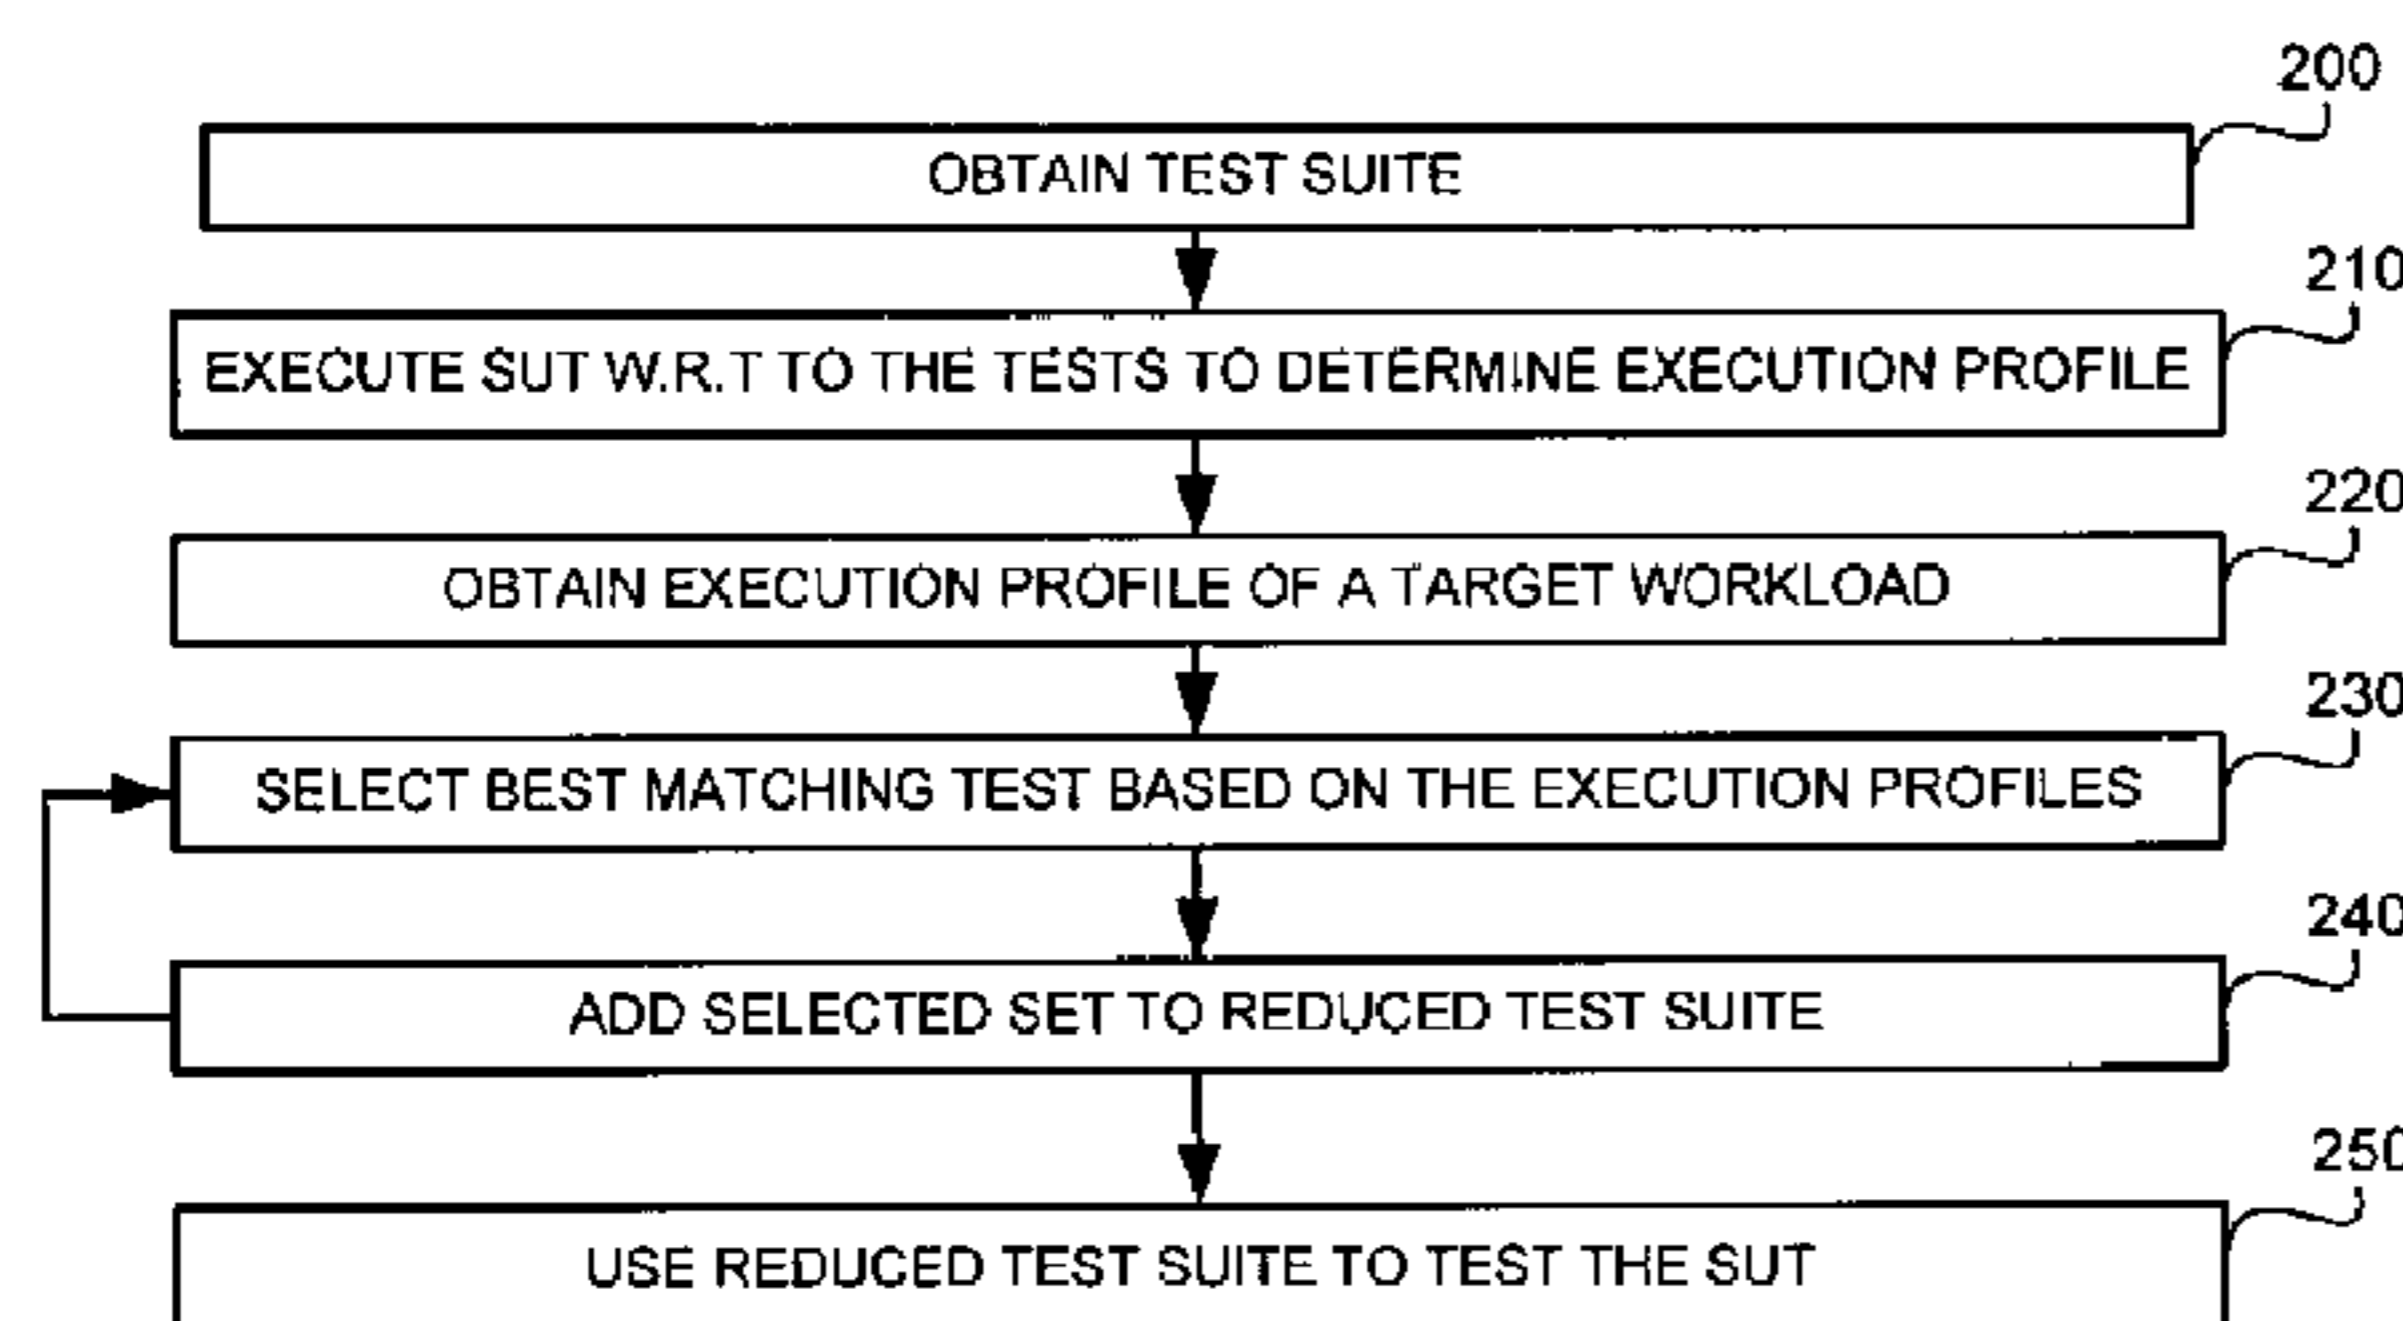 200
OBTAIN TEST SUITE
210
EXECUTE SUT W.R.T TO THE TESTS TO DETERMINE EXECUTION PROFILE
220
OBTAIN EXECUTION PROFILE OF A TARGET WORKLOAD
230
SELECT BEST MATCHING TEST BASED ON THE EXECUTION PROFILES
240
ADD SELECTED SET TO REDUCED TEST SUITE
250
USE REDUCED TEST SUITE TO TEST THE SUT